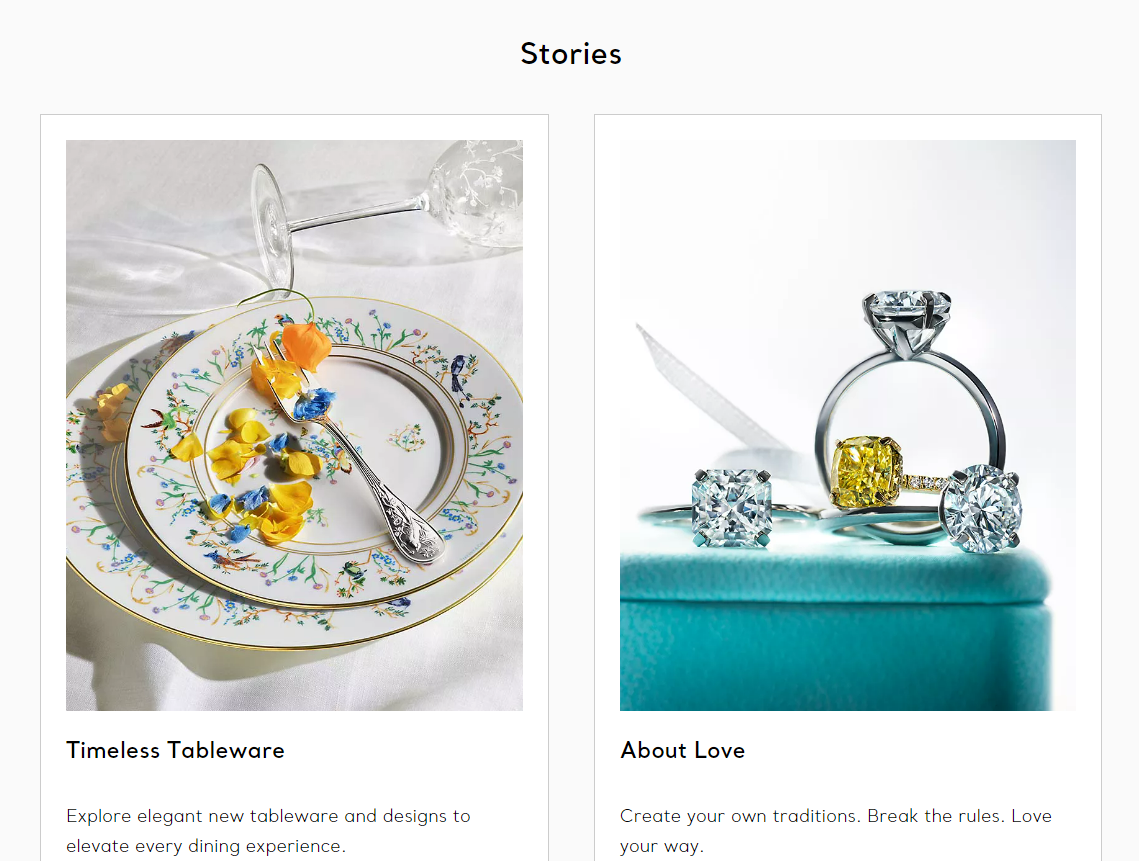 Stories
Timeless Tableware
Explore elegant new tableware and designs to
elevate every dining experience.
About Love
Create your own traditions. Break the rules. Love
your way.